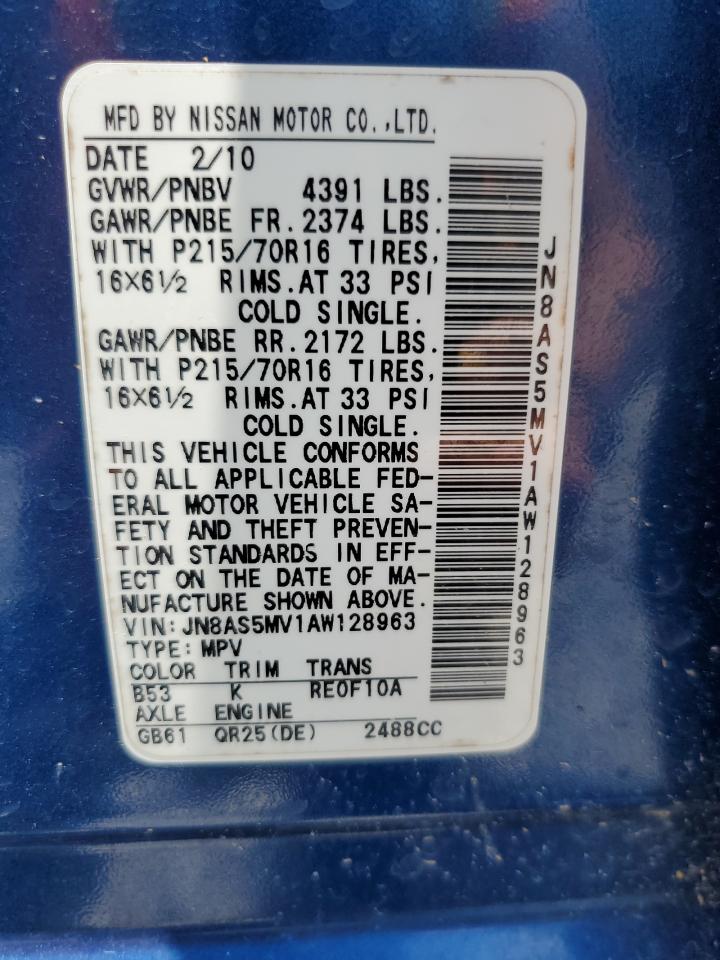 MFD BY NISSAN MOTOR CO.,LTD.
DATE 2/10
GVWR/PNBV 4391 LBS.
GAWR/PNBE FR. 2374 LBS.
WITH P215/70R16 TIRES,
16×6½ RIMS. AT 33 PSI
COLD SINGLE.
GAWR/PNBE RR. 2172 LBS.
WITH P215/70R16 TIRES,
16×6½ RIMS. AT 33 PSI
COLD SINGLE.
THIS VEHICLE CONFORMS
TO ALL APPLICABLE FED-
ERAL MOTOR VEHICLE SA-
FETY AND THEFT PREVEN-
TION STANDARDS IN EFF-
ECT ON THE DATE OF MA-
NUFACTURE SHOWN ABOVE.
VIN: JN8AS5MV1AW128963
TYPE: MPV
COLOR TRIM TRANS
B53 K RE0F10A
AXLE ENGINE
GB61 QR25(DE) 2488CC
JN8AS5MV1AW128963